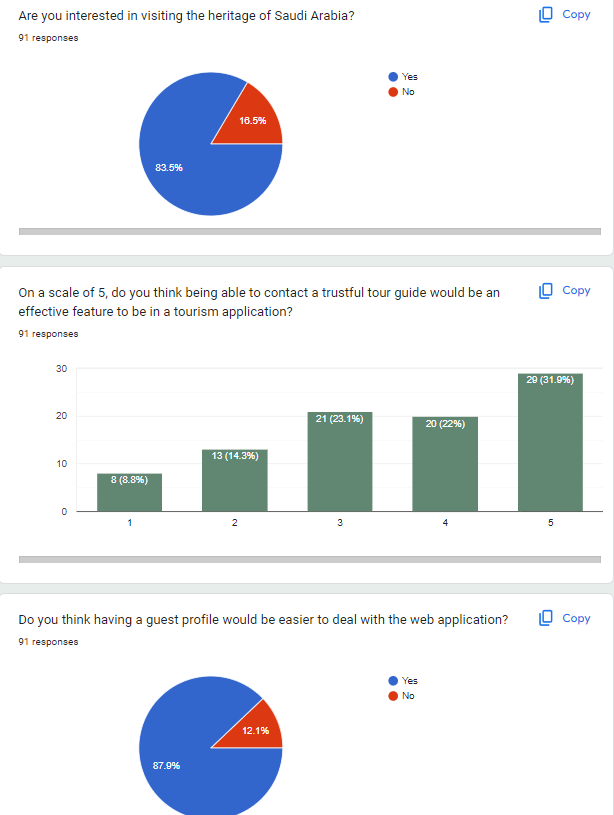 Are you interested in visiting the heritage of Saudi Arabia?
Copy
91 responses
Yes
No
16.5%
83.5%
On a scale of 5, do you think being able to contact a trustful tour guide would be an
effective feature to be in a tourism application?
Copy
91 responses
30
20
10
0
8 (8.8%)
13 (14.3%)
21 (23.1%)
20 (22%)
29 (31.9%)
1
2
3
4
5
Do you think having a guest profile would be easier to deal with the web application?
Copy
91 responses
Yes
No
12.1%
87.9%